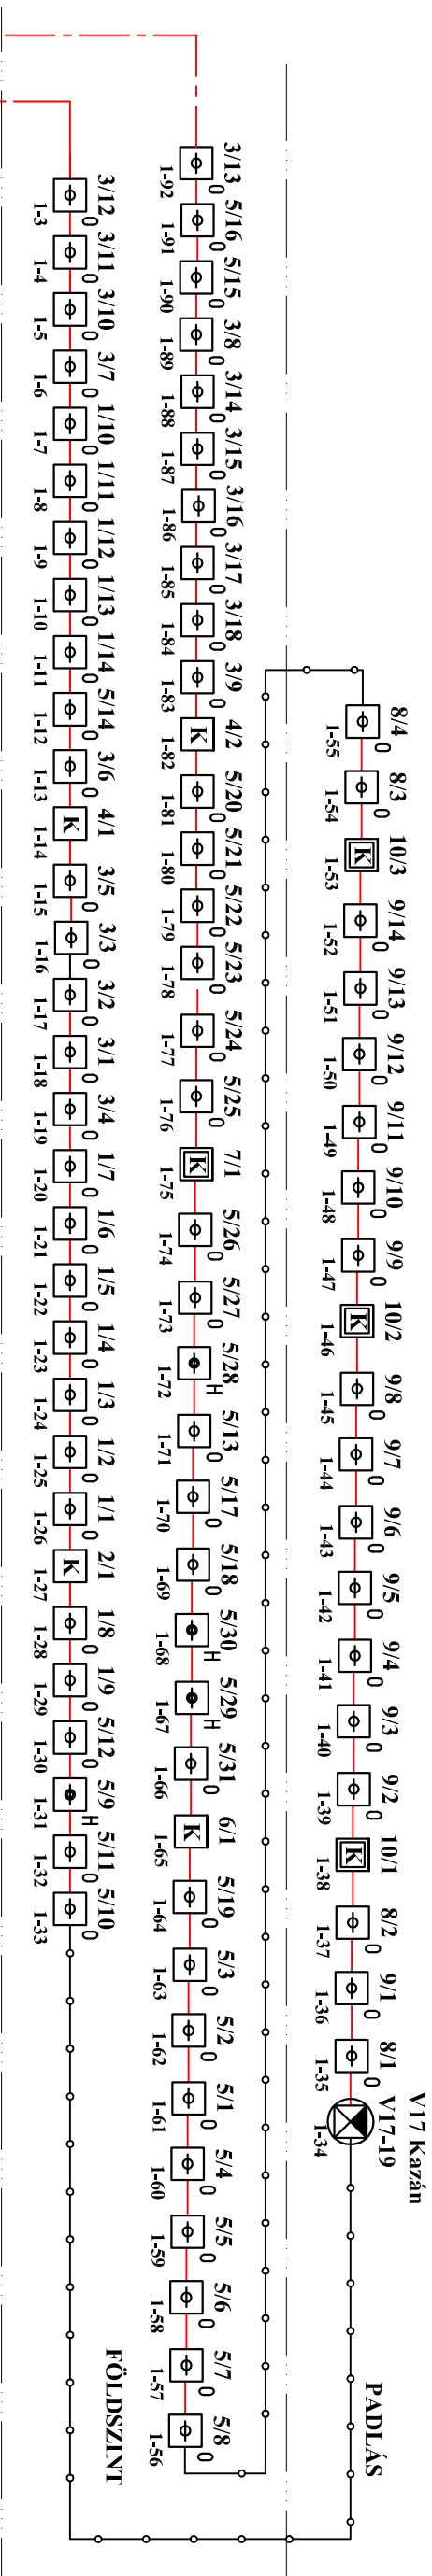 V17 Kazán
PADLÁS
8/4 8/3 10/3 9/14 9/13 9/12 9/11 9/10 9/9 10/2 9/8 9/7 9/6 9/5 9/4 9/3 9/2 10/1 8/2 9/1 8/1 V17-19
K K K
O O O O O O O O O O O O O O O O O O
1-55 1-54 1-53 1-52 1-51 1-50 1-49 1-48 1-47 1-46 1-45 1-44 1-43 1-42 1-41 1-40 1-39 1-38 1-37 1-36 1-35 1-34
3/13 5/16 5/15 3/8 3/14 3/15 3/16 3/17 3/18 3/9 4/2 5/20 5/21 5/22 5/23 5/24 5/25 7/1 5/26 5/27 5/28 5/13 5/17 5/18 5/30 5/29 5/31 6/1 5/19 5/3 5/2 5/1 5/4 5/5 5/6 5/7 5/8
K K K
O O O O O O O O O O O O O O O O O O H O O O H H O O O O O O O O O O
1-92 1-91 1-90 1-89 1-88 1-87 1-86 1-85 1-84 1-83 1-82 1-81 1-80 1-79 1-78 1-77 1-76 1-75 1-74 1-73 1-72 1-71 1-70 1-69 1-68 1-67 1-66 1-65 1-64 1-63 1-62 1-61 1-60 1-59 1-58 1-57 1-56
FÖLDSZINT
3/12 3/11 3/10 3/7 1/10 1/11 1/12 1/13 1/14 5/14 3/6 4/1 3/5 3/3 3/2 3/1 3/4 1/7 1/6 1/5 1/4 1/3 1/2 1/1 2/1 1/8 1/9 5/12 5/9 5/11 5/10
K K
O O O O O O O O O O O O O O O O O O O O O O O O O O H O O
1-3 1-4 1-5 1-6 1-7 1-8 1-9 1-10 1-11 1-12 1-13 1-14 1-15 1-16 1-17 1-18 1-19 1-20 1-21 1-22 1-23 1-24 1-25 1-26 1-27 1-28 1-29 1-30 1-31 1-32 1-33